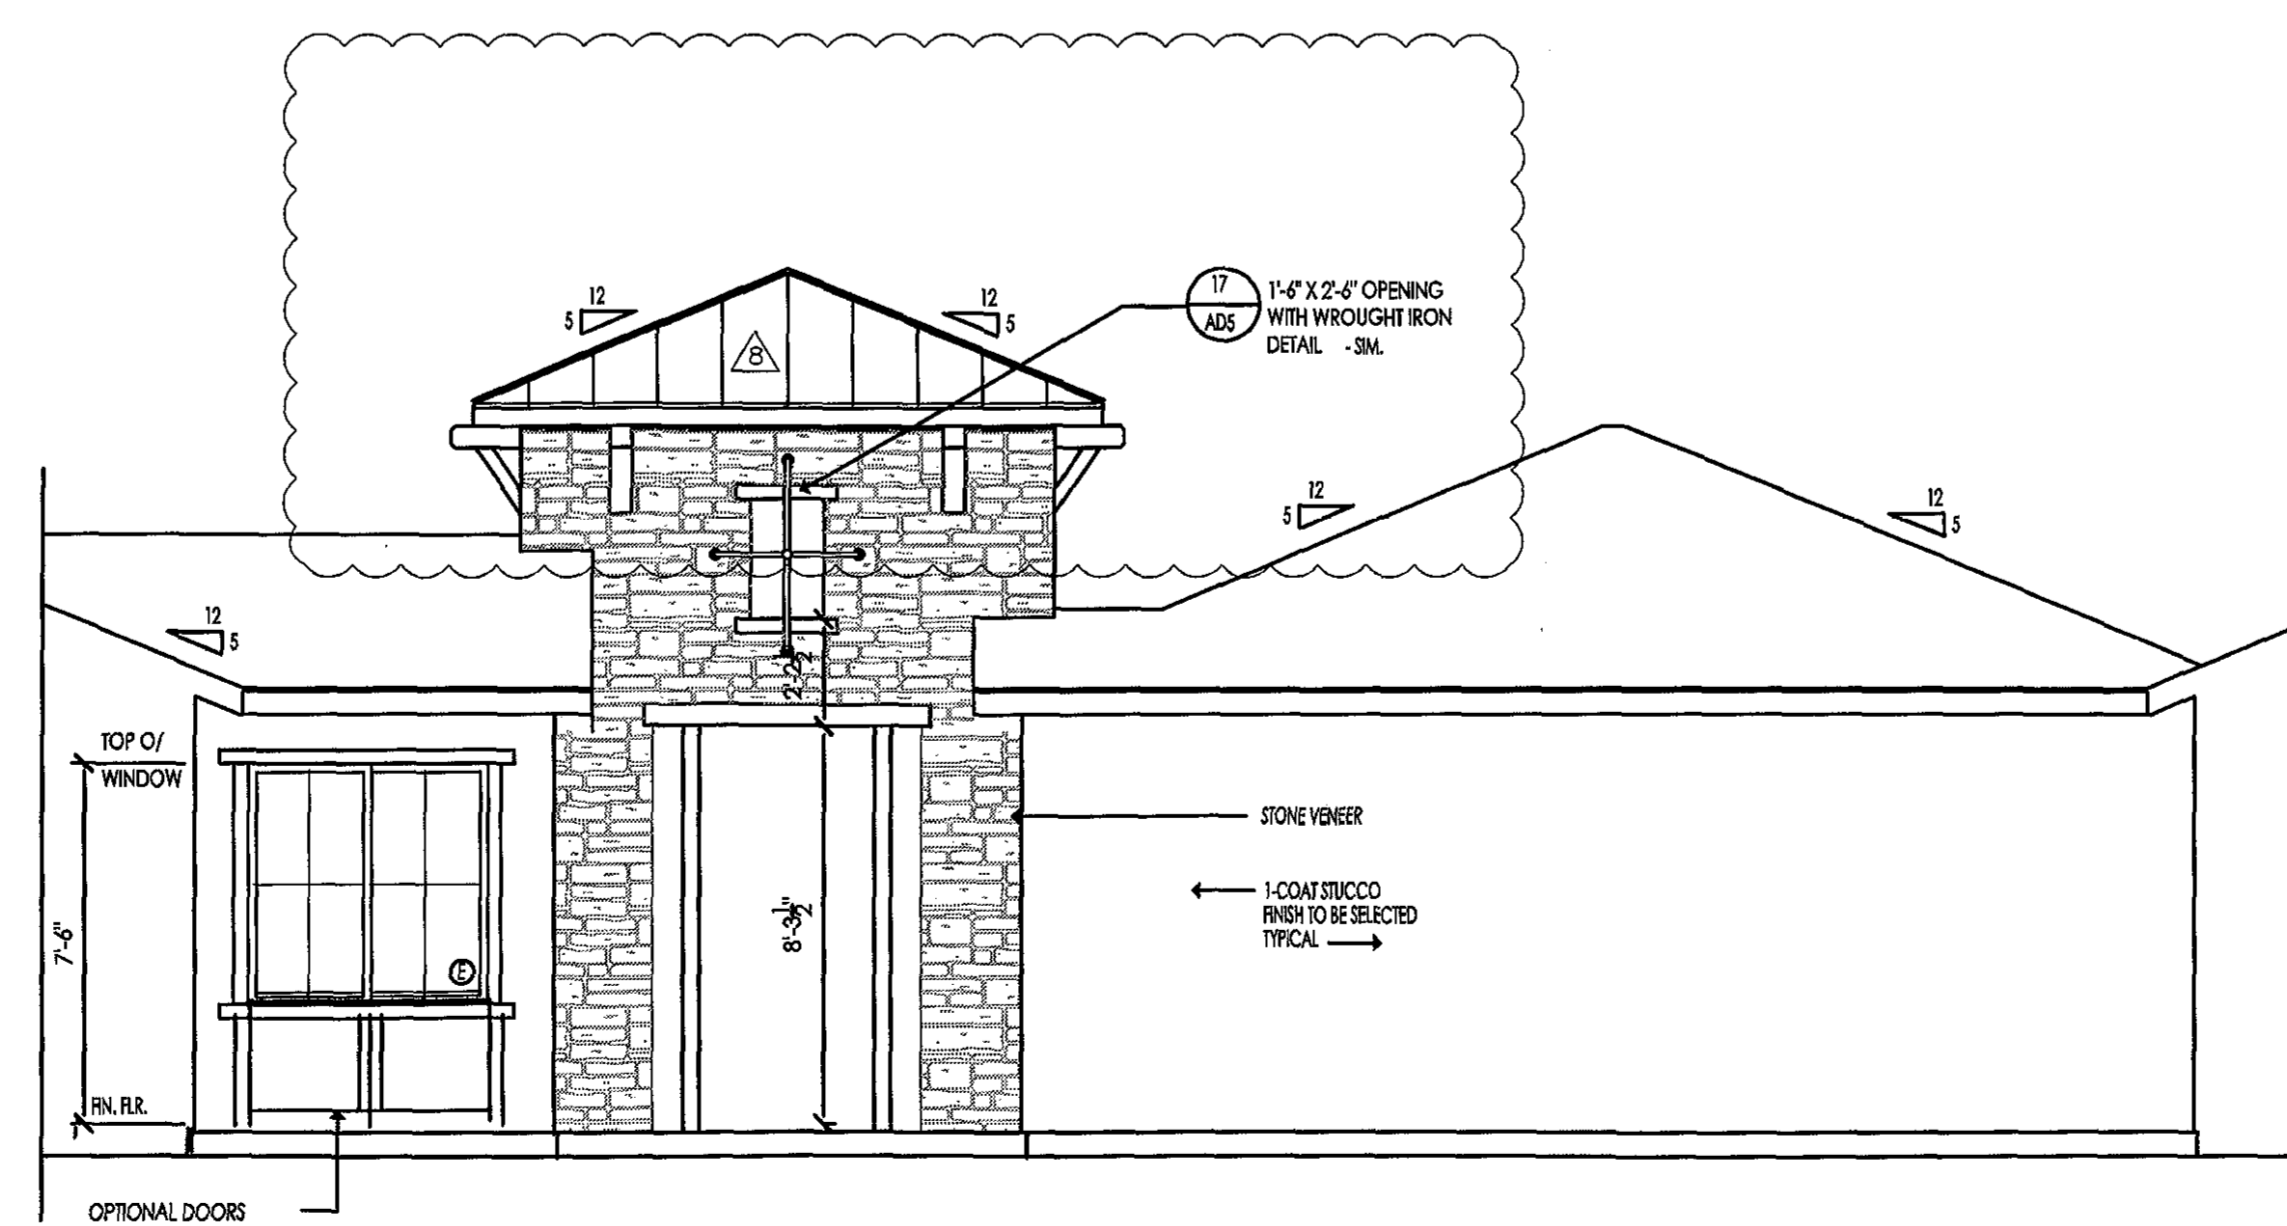 12
5
12
5
17
AD5
1'-6" X 2'-6" OPENING
WITH WROUGHT IRON
DETAIL - SIM.
8
12
5
12
5
12
5
2'-2½"
TOP O/
WINDOW
7'-6"
8'-3½"
STONE VENEER
1-COAT STUCCO
FINISH TO BE SELECTED
TYPICAL
E
FIN. FLR.
OPTIONAL DOORS